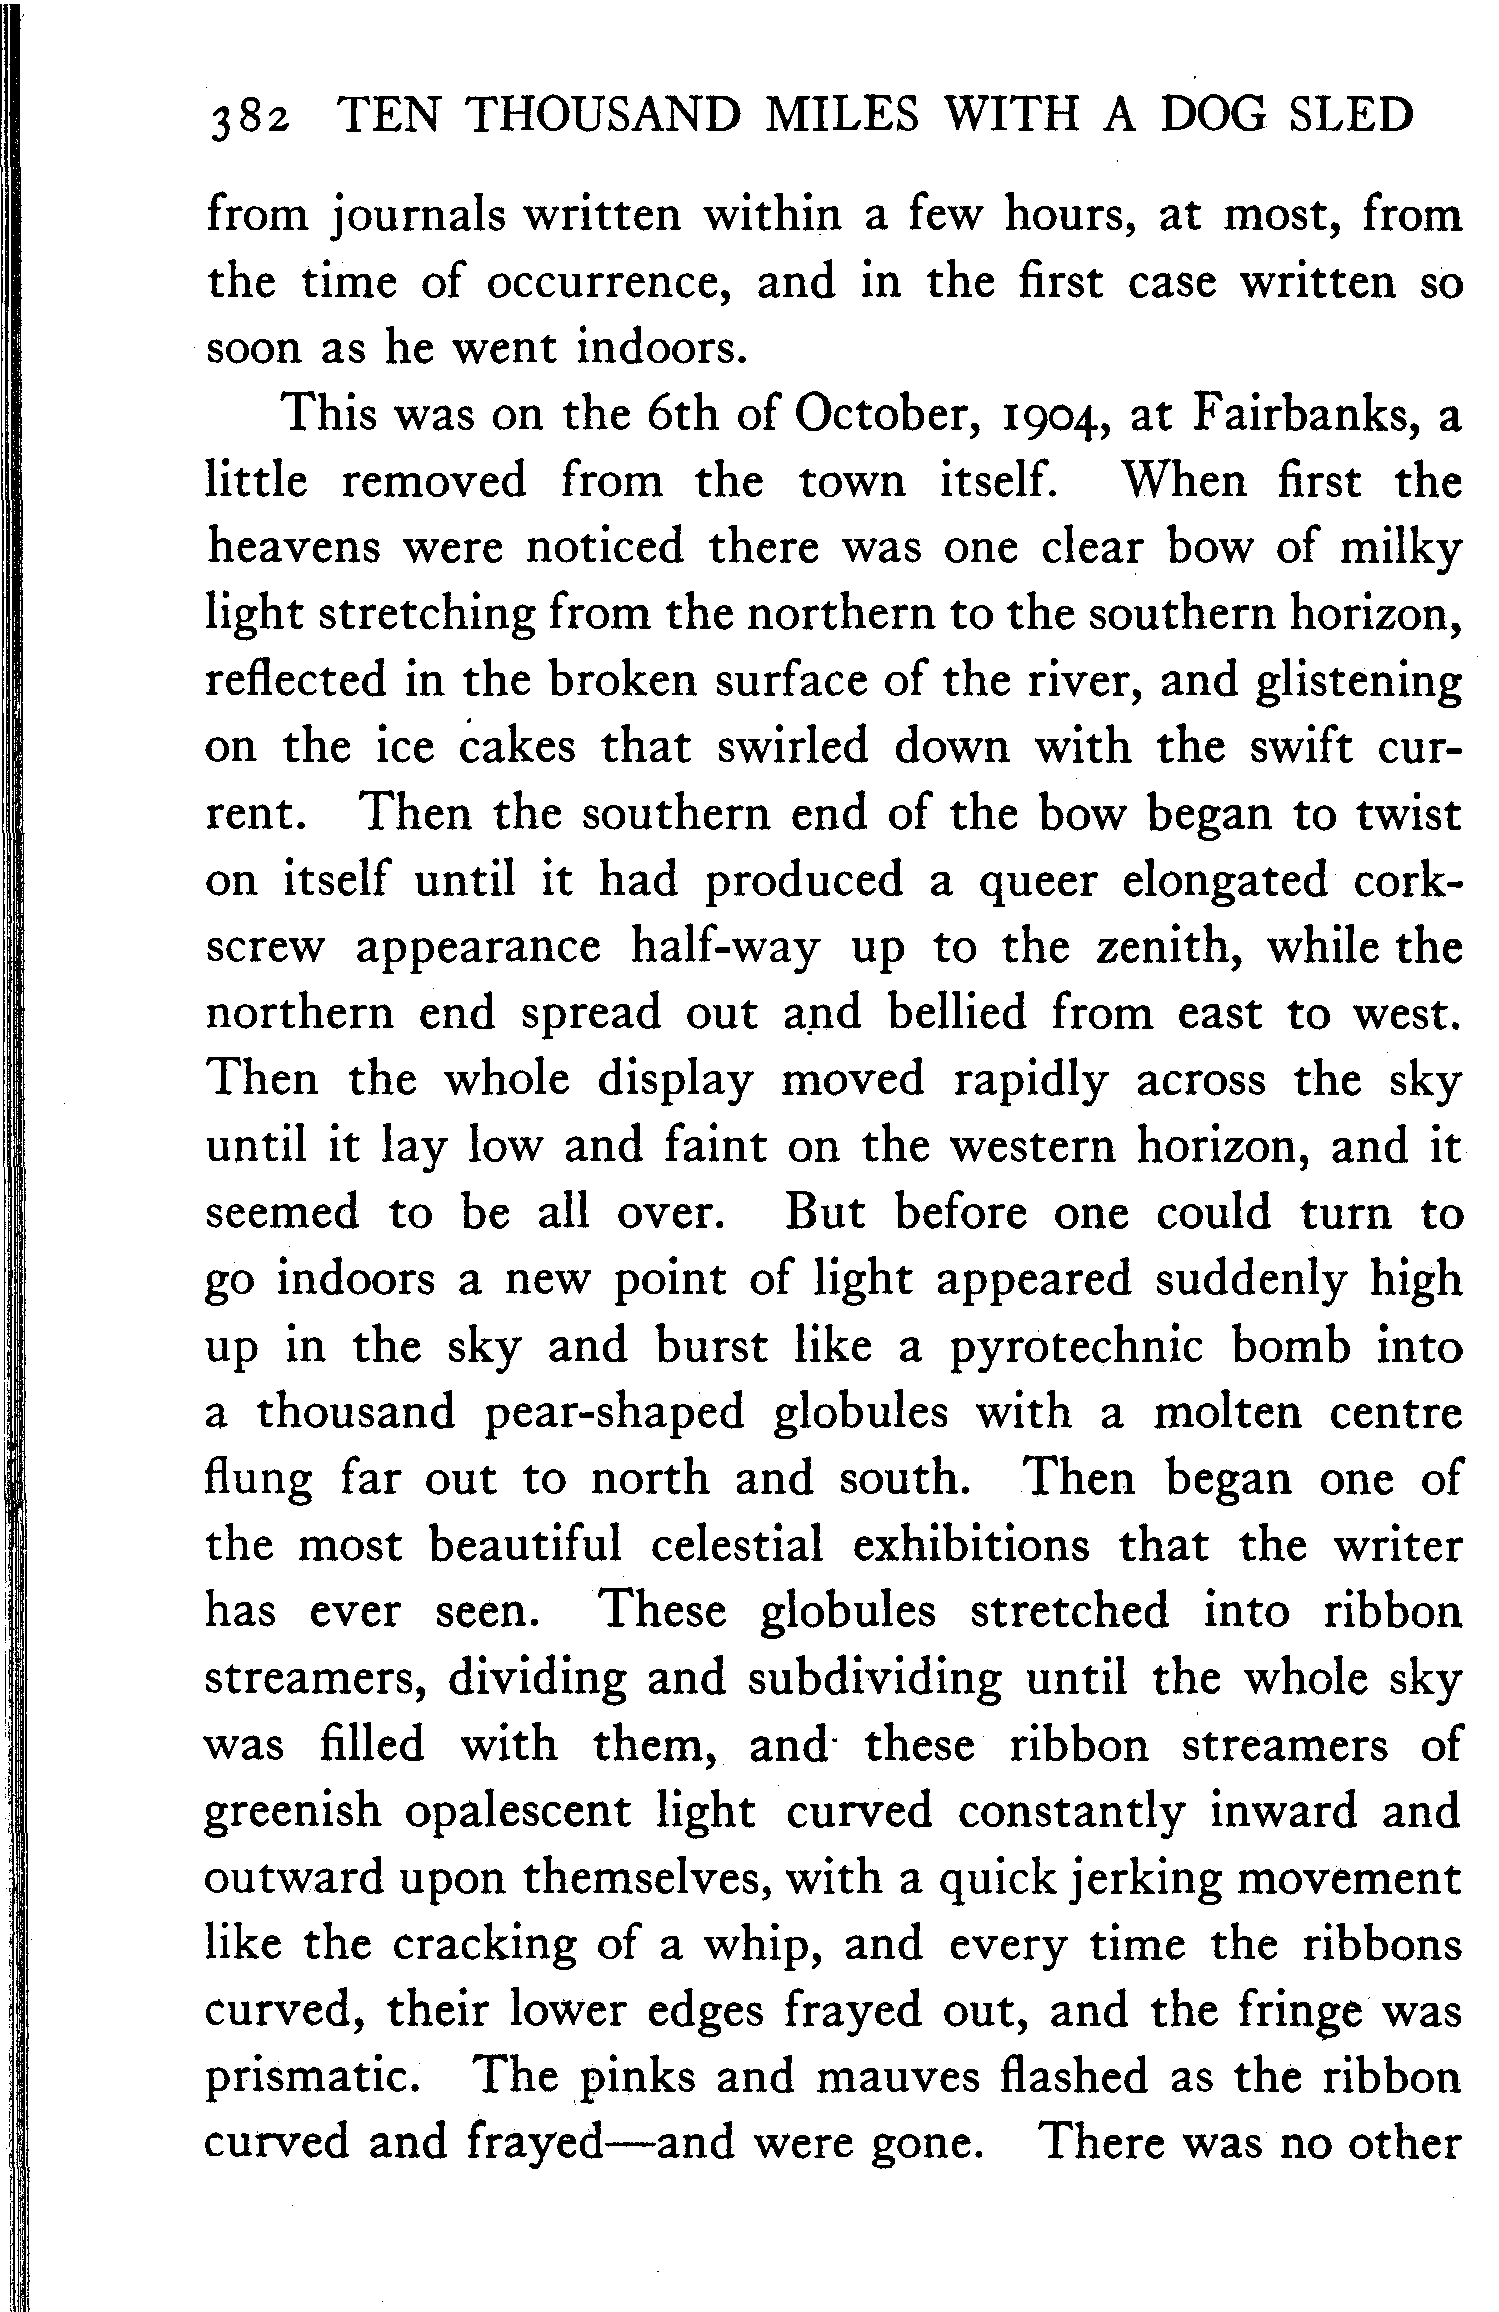 382 TEN THOUSAND MILES WITH A DOG SLED
from journals written within a few hours, at most, from
the time of occurrence, and in the first case written so
soon as he went indoors.
This was on the 6th of October, 1904, at Fairbanks, a
little removed from the town itself. When first the
heavens were noticed there was one clear bow of milky
light stretching from the northern to the southern horizon,
reflected in the broken surface of the river, and glistening
on the ice cakes that swirled down with the swift cur-
rent. Then the southern end of the bow began to twist
on itself until it had produced a queer elongated cork-
screw appearance half-way up to the zenith, while the
northern end spread out and bellied from east to west.
Then the whole display moved rapidly across the sky
until it lay low and faint on the western horizon, and it
seemed to be all over. But before one could turn to
go indoors a new point of light appeared suddenly high
up in the sky and burst like a pyrotechnic bomb into
a thousand pear-shaped globules with a molten centre
flung far out to north and south. Then began one of
the most beautiful celestial exhibitions that the writer
has ever seen. These globules stretched into ribbon
streamers, dividing and subdividing until the whole sky
was filled with them, and these ribbon streamers of
greenish opalescent light curved constantly inward and
outward upon themselves, with a quick jerking movement
like the cracking of a whip, and every time the ribbons
curved, their lower edges frayed out, and the fringe was
prismatic. The pinks and mauves flashed as the ribbon
curved and frayed—and were gone. There was no other